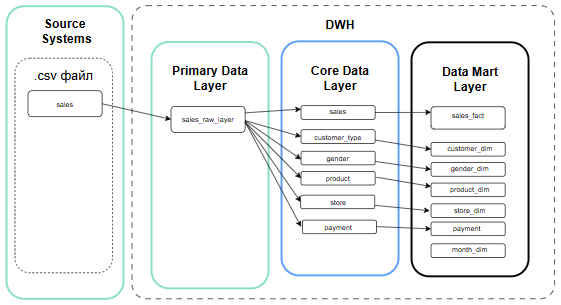 Source
Systems
.csv файл
sales
DWH
Primary Data
Layer
sales_raw_layer
Core Data
Layer
sales
customer_type
gender
product
store
payment
Data Mart
Layer
sales_fact
customer_dim
gender_dim
product_dim
store_dim
payment
month_dim